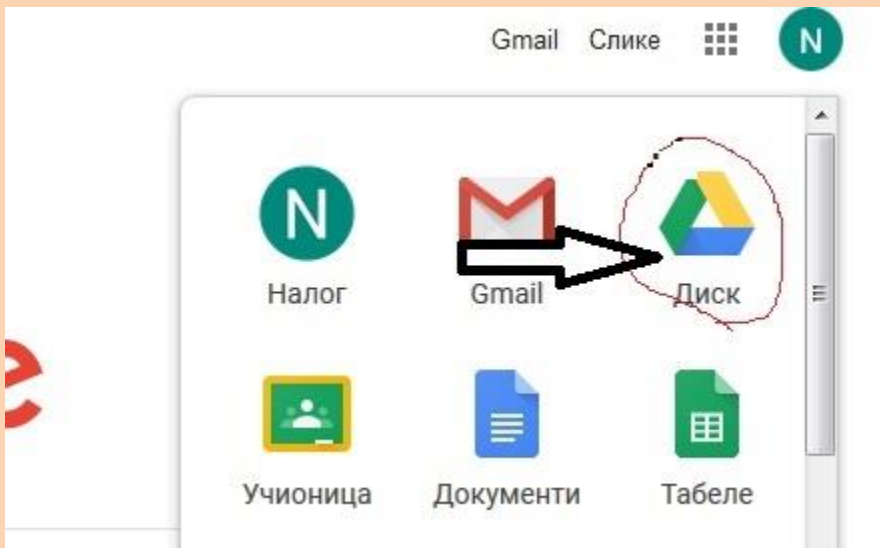 Gmail Слике N
N
Налог Gmail Диск
e
Учионица Документи Табеле